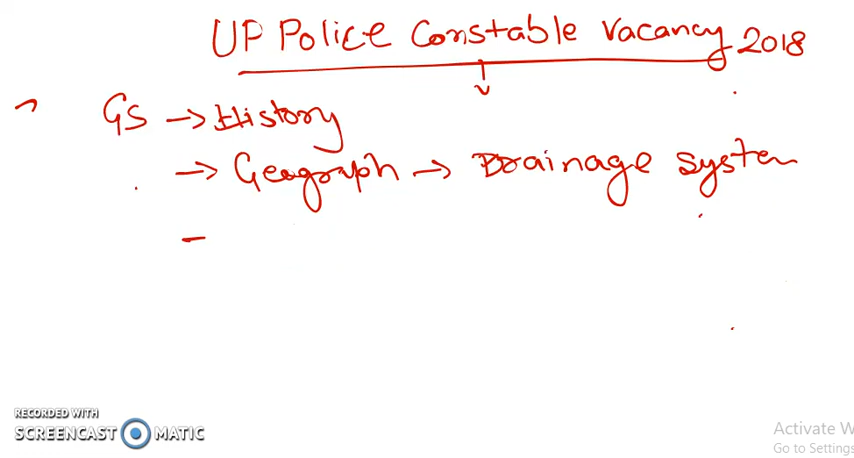 UP Police Constable Vacancy 2018
GS → History
→ Geograph → Drainage system
RECORDED WITH
SCREENCAST MATIC
Activate W
Go to Settings